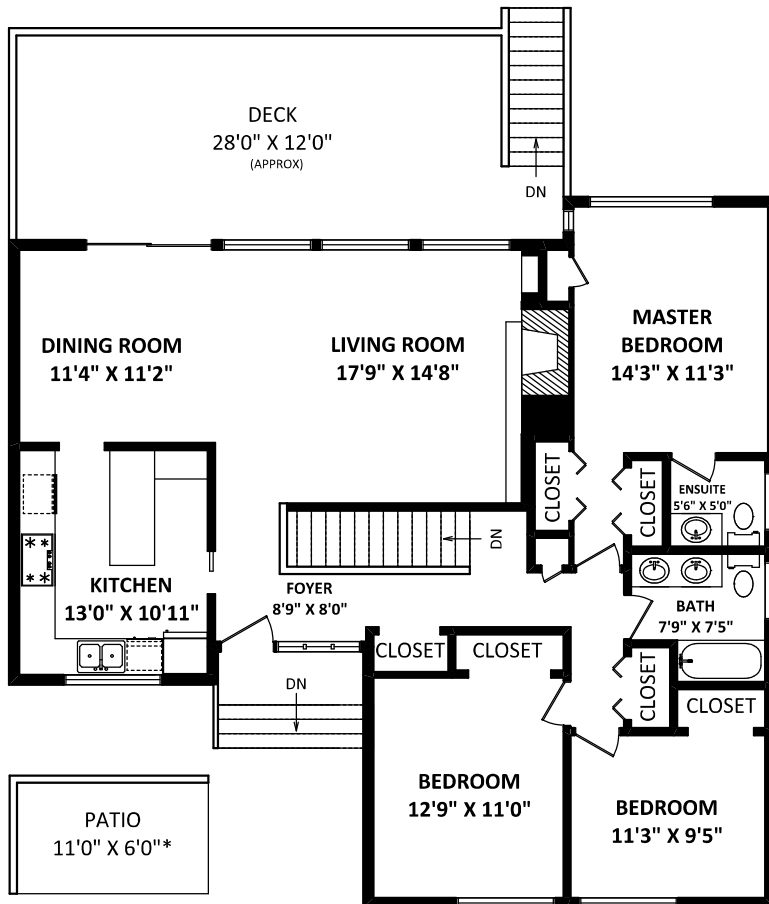 DECK
28'0" X 12'0"
(APPROX)
DN
MASTER
BEDROOM
14'3" X 11'3"
DINING ROOM
11'4" X 11'2"
LIVING ROOM
17'9" X 14'8"
CLOSET
CLOSET
ENSUITE
5'6" X 5'0"
DN
KITCHEN
13'0" X 10'11"
FOYER
8'9" X 8'0"
BATH
7'9" X 7'5"
CLOSET
CLOSET
CLOSET
CLOSET
DN
BEDROOM
12'9" X 11'0"
BEDROOM
11'3" X 9'5"
PATIO
11'0" X 6'0"*